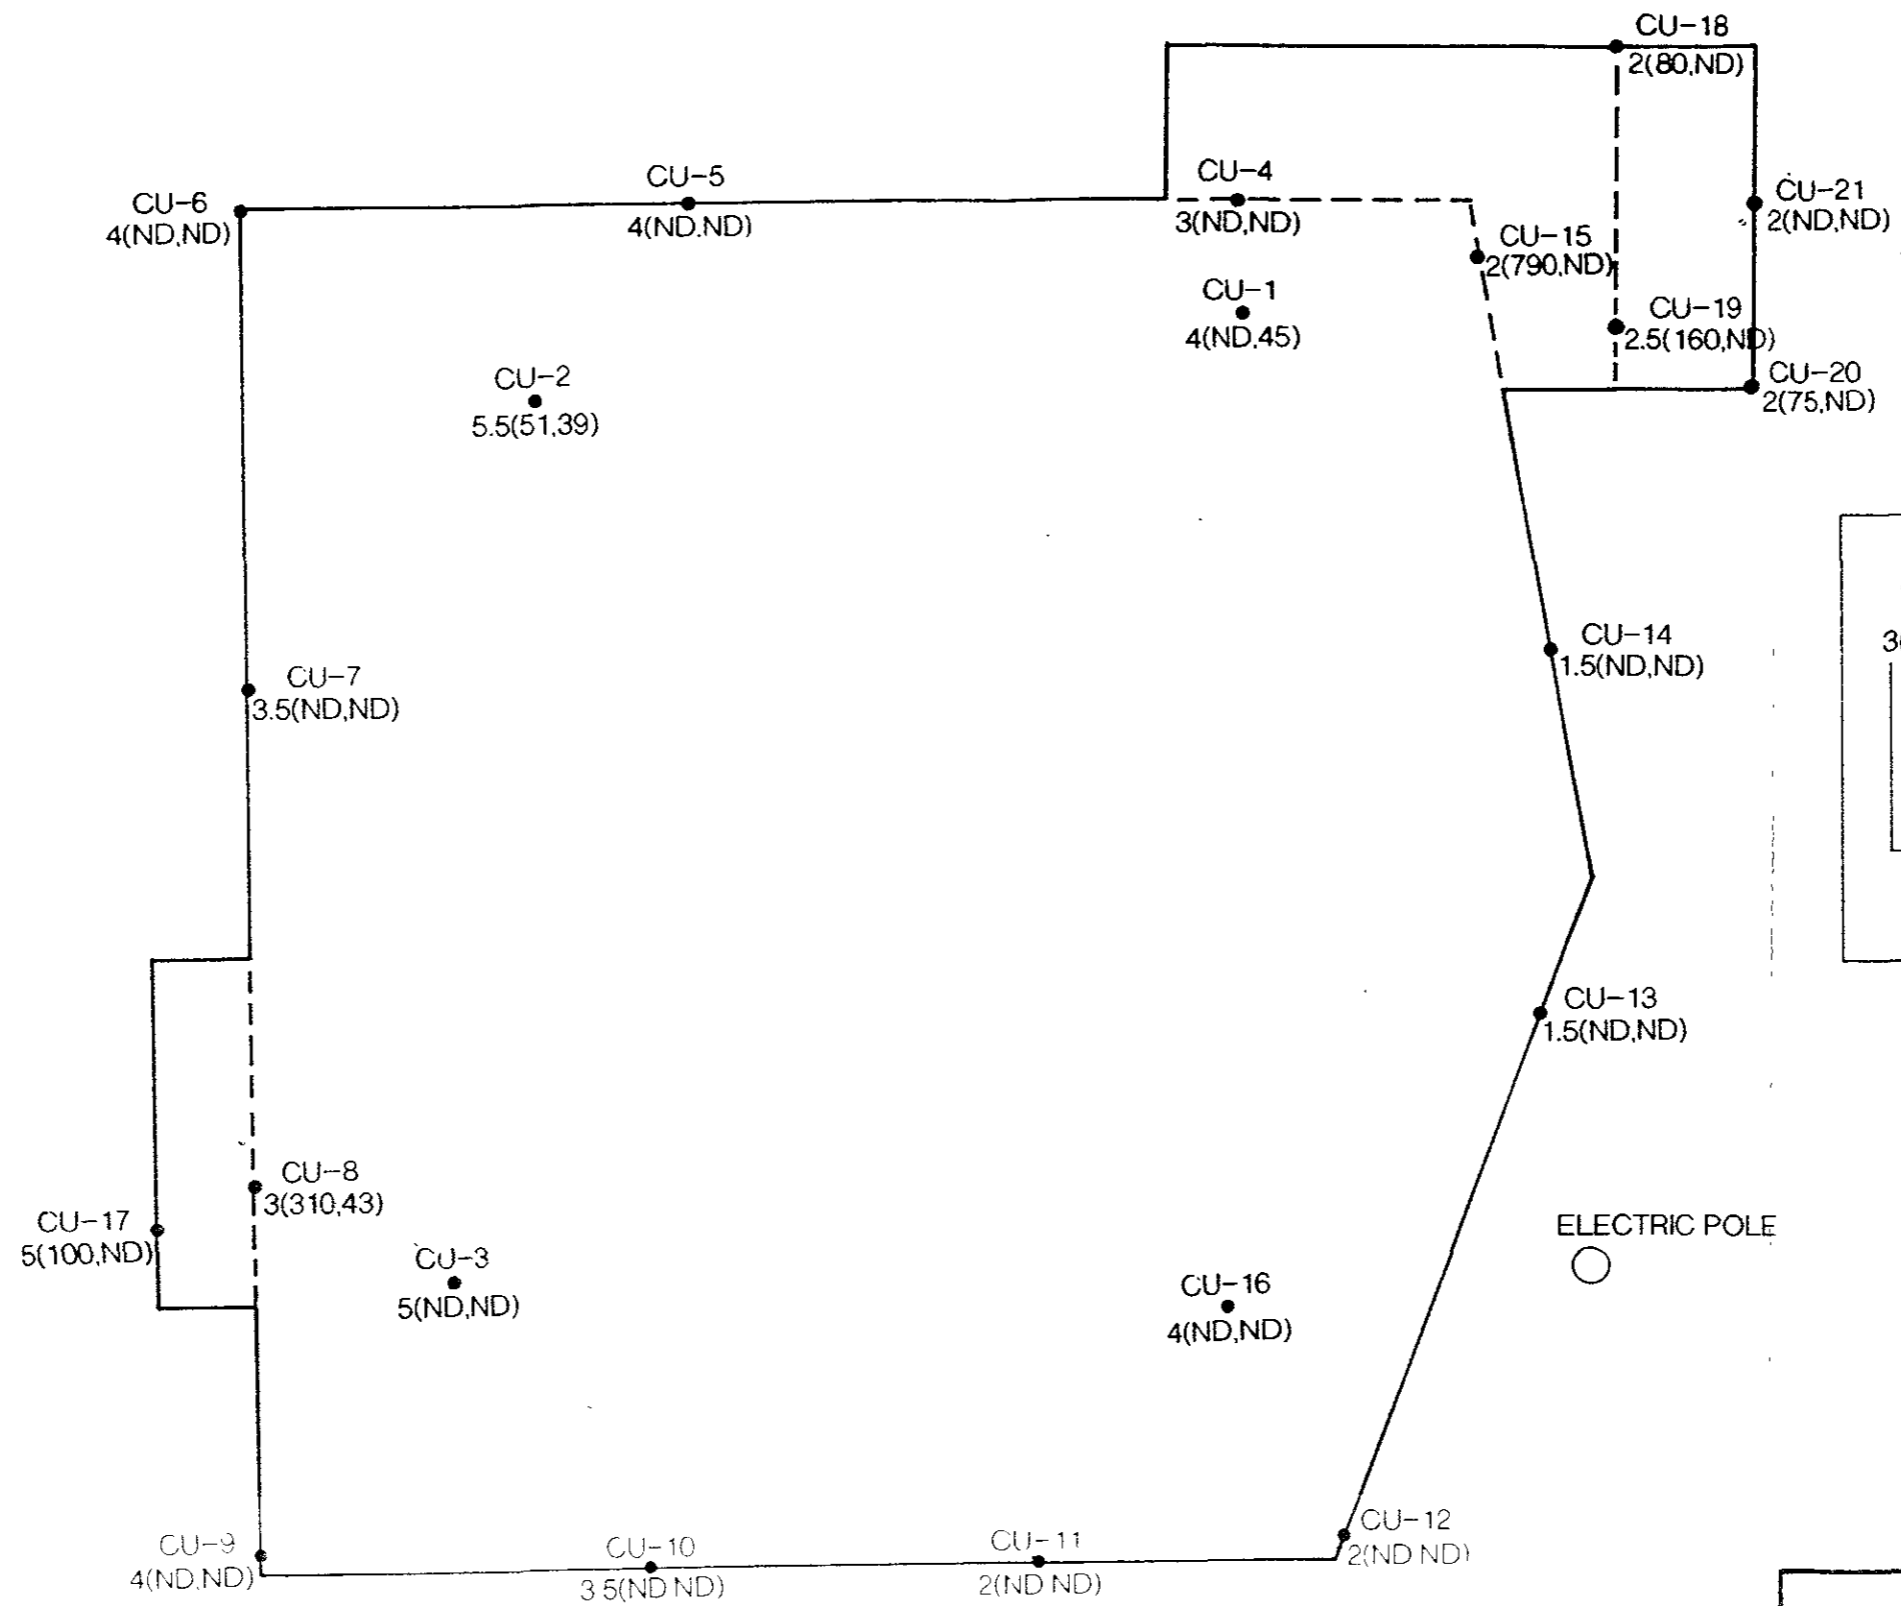 CU-18
2(80,ND)
CU-4
3(ND,ND)
CU-5
4(ND.ND)
CU-6
4(ND,ND)
CU-21
2(ND,ND)
CU-15
2(790,ND)
CU-1
4(ND,45)
CU-19
2.5(160,ND)
CU-2
5.5(51,39)
CU-20
2(75,ND)
CU-14
1.5(ND,ND)
CU-7
3.5(ND,ND)
CU-13
1.5(ND,ND)
CU-8
3(310,43)
CU-17
5(100,ND)
ELECTRIC POLE
CU-3
5(ND,ND)
CU-16
4(ND,ND)
CU-12
2(ND ND)
CU-9
4(ND,ND)
CU-10
3 5(ND ND)
CU-11
2(ND ND)